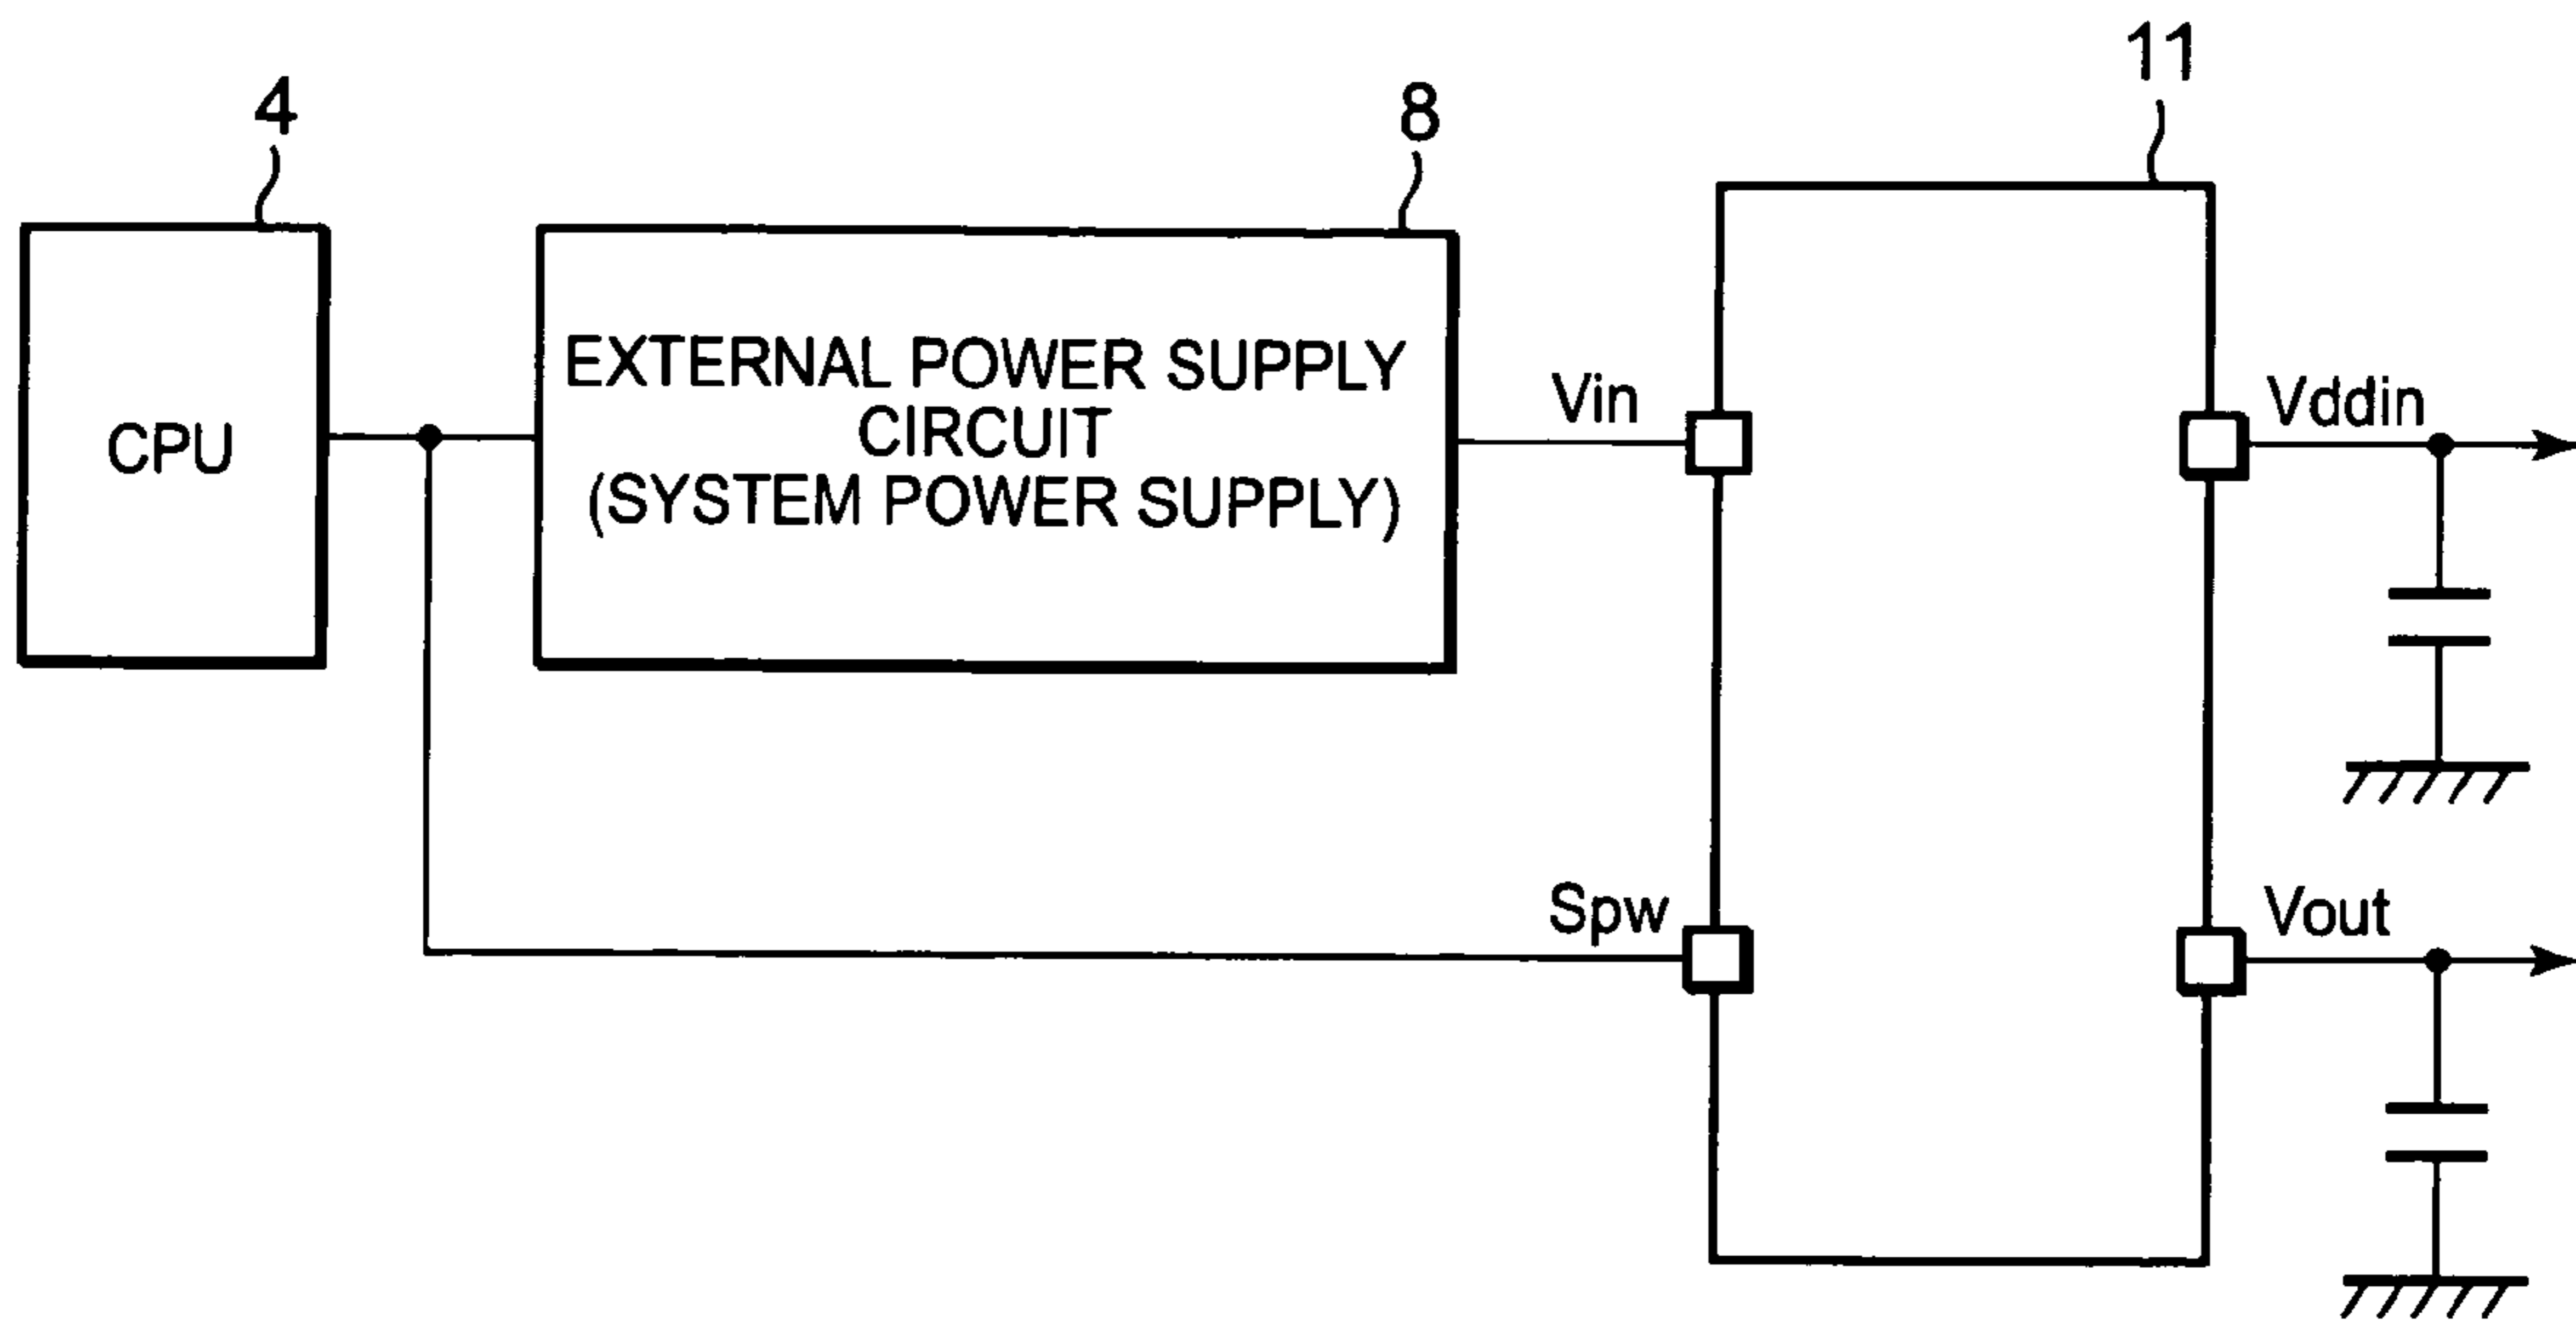 11
4
8
CPU
EXTERNAL POWER SUPPLY
CIRCUIT
(SYSTEM POWER SUPPLY)
Vin
Vddin
Spw
Vout